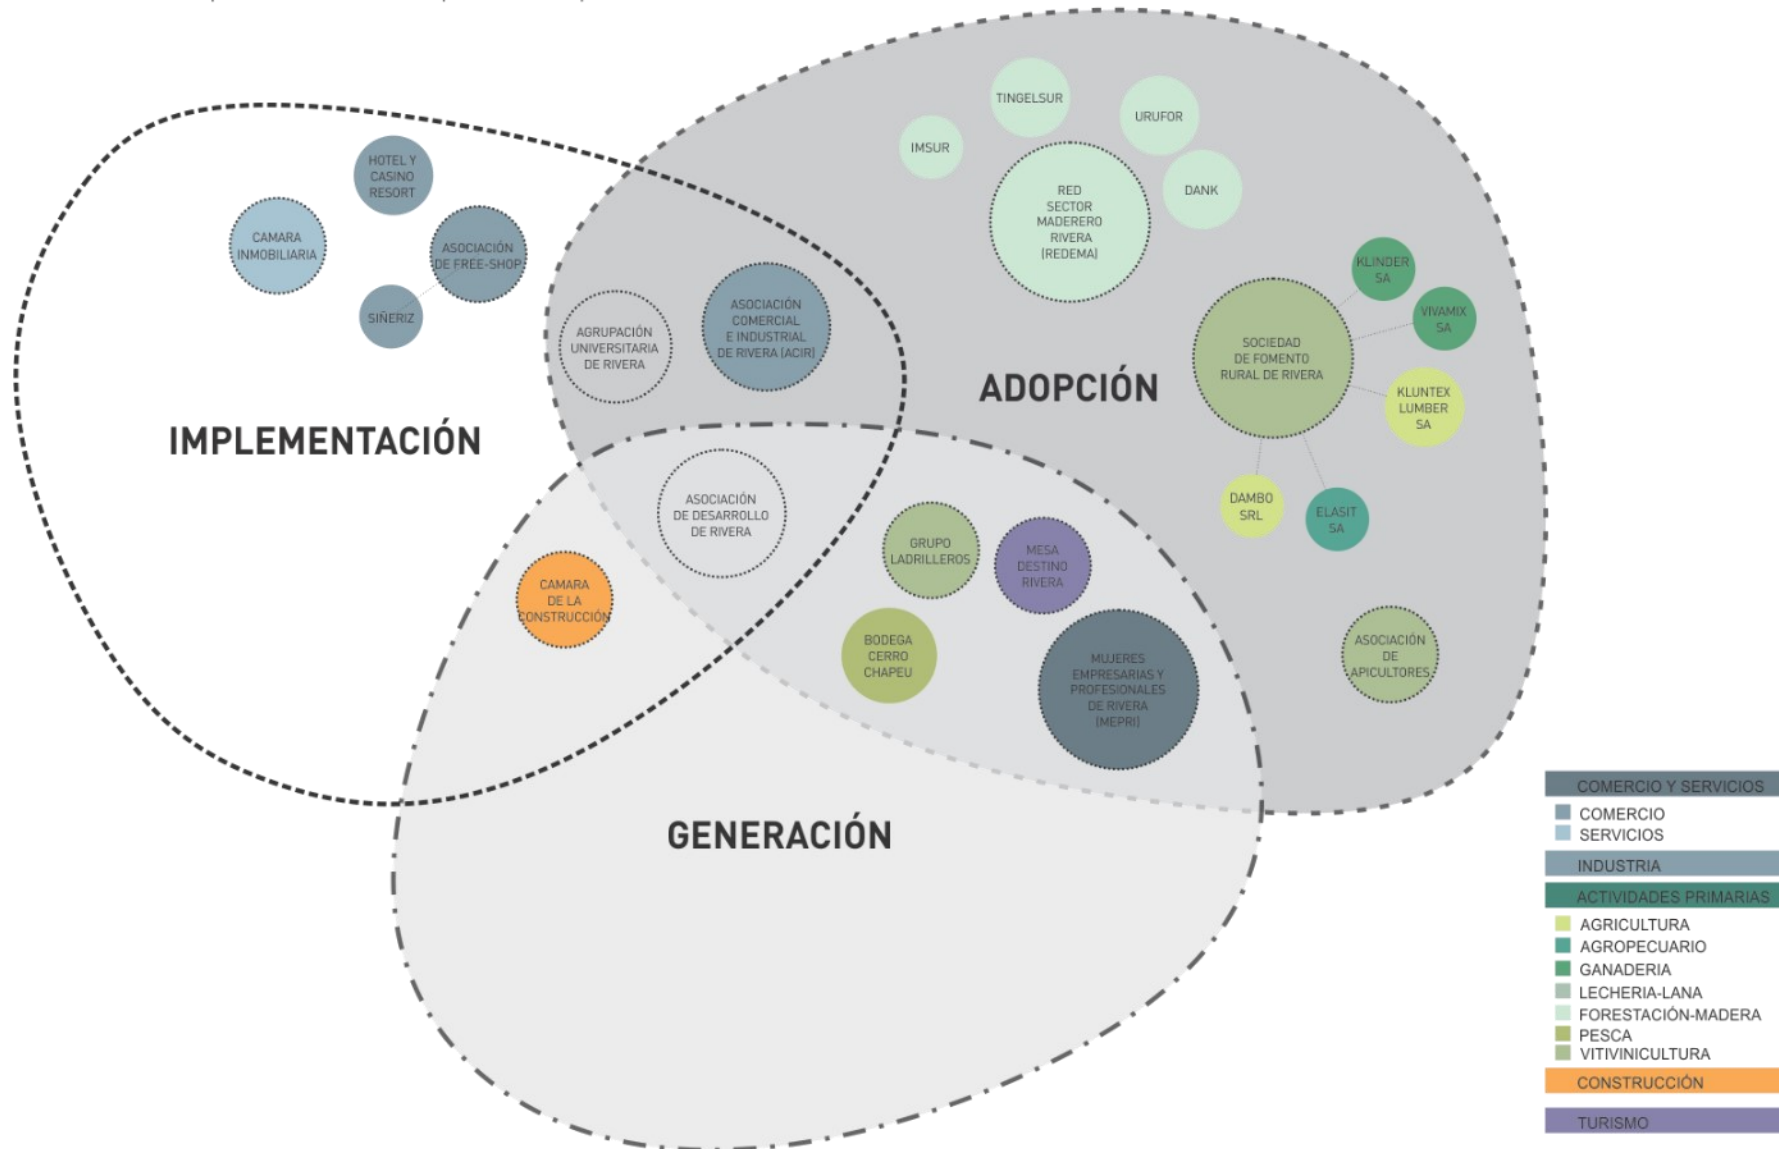 TINGELSUR
URUFOR
IMSUR
DANK
HOTEL Y
CASINO
RESORT
RED
SECTOR
MADERERO
RIVERA
(REDEMA)
CAMARA
INMOBILIARIA
ASOCIACIÓN
DE FREE-SHOP
SIÑERIZ
KLINDER
SA
VIVAMIX
SA
AGRUPACIÓN
UNIVERSITARIA
DE RIVERA
ASOCIACIÓN
COMERCIAL
E INDUSTRIAL
DE RIVERA (ACIR)
SOCIEDAD
DE FOMENTO
RURAL DE RIVERA
ADOPCIÓN
KLUNTEX
LUMBER
SA
IMPLEMENTACIÓN
DAMBO
SRL
ELASIT
SA
ASOCIACIÓN
DE DESARROLLO
DE RIVERA
GRUPO
LADRILLEROS
MESA
DESTINO
RIVERA
CAMARA
DE LA
CONSTRUCCIÓN
BODEGA
CERRO
CHAPEU
MUJERES
EMPRESARIAS Y
PROFESIONALES
DE RIVERA
(MEPRI)
ASOCIACIÓN
DE
APICULTORES
GENERACIÓN
COMERCIO Y SERVICIOS
COMERCIO
SERVICIOS
INDUSTRIA
ACTIVIDADES PRIMARIAS
AGRICULTURA
AGROPECUARIO
GANADERIA
LECHERIA-LANA
FORESTACIÓN-MADERA
PESCA
VITIVINICULTURA
CONSTRUCCIÓN
TURISMO